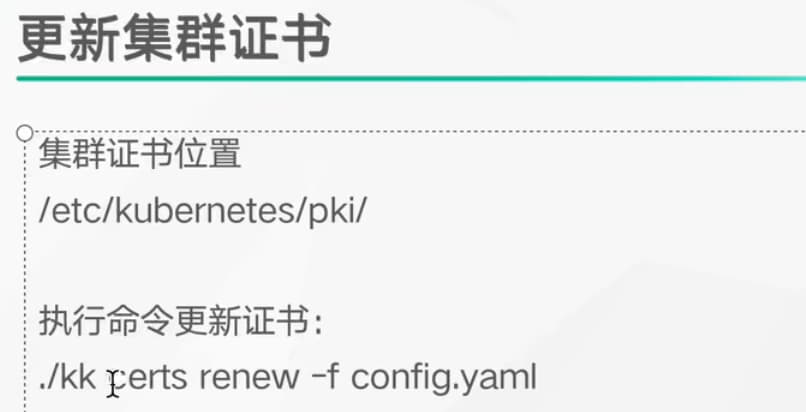 更新集群证书
集群证书位置
/etc/kubernetes/pki/
执行命令更新证书：
./kk certs renew -f config.yaml